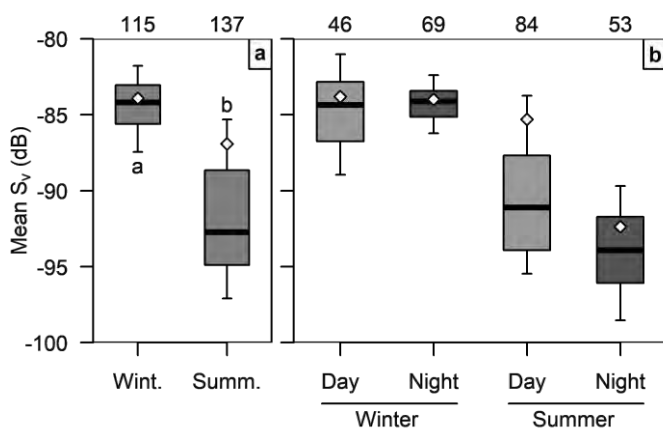 115 137 46 69 84 53
-80 a b
-85
b
a
-90
-95
-100
Mean Sv (dB)
Wint. Summ. Day Night Day Night
Winter Summer